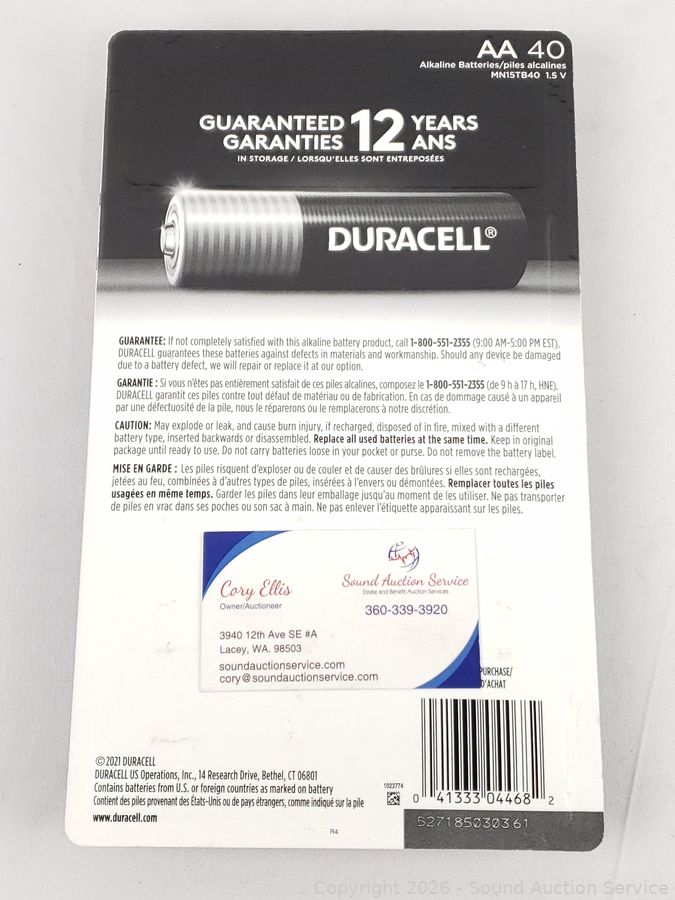 AA 40
Alkaline Batteries/piles alcalines
MN15TB40 1.5 V
GUARANTEED 12 YEARS
GARANTIES ANS
IN STORAGE / LORSQU'ELLES SONT ENTREPOSÉES
DURACELL®
GUARANTEE: If not completely satisfied with this alkaline battery product, call 1-800-551-2355 (9:00 AM-5:00 PM EST).
DURACELL guarantees these batteries against defects in materials and workmanship. Should any device be damaged
due to a battery defect, we will repair or replace it at our option.
GARANTIE : Si vous n'êtes pas entièrement satisfait de ces piles alcalines, composez le 1-800-551-2355 (de 9 h à 17 h, HNE).
DURACELL garantit ces piles contre tout défaut de matériau ou de fabrication. En cas de dommage causé à un appareil
par une défectuosité de la pile, nous le réparerons ou le remplacerons à notre discrétion.
CAUTION: May explode or leak, and cause burn injury, if recharged, disposed of in fire, mixed with a different
battery type, inserted backwards or disassembled. Replace all used batteries at the same time. Keep in original
package until ready to use. Do not carry batteries loose in your pocket or purse. Do not remove the battery label.
MISE EN GARDE : Les piles risquent d'exploser ou de couler et de causer des brûlures si elles sont rechargées,
jetées au feu, combinées à d'autres types de piles, insérées à l'envers ou démontées. Remplacer toutes les piles
usagées en même temps. Garder les piles dans leur emballage jusqu'au moment de les utiliser. Ne pas transporter
de piles en vrac dans ses poches ou son sac à main. Ne pas enlever l'étiquette apparaissant sur les piles.
Cory Ellis
Owner/Auctioneer
Sound Auction Service
Estate and Benefit Auction Services
360-339-3920
3940 12th Ave SE #A
Lacey, WA. 98503
soundauctionservice.com
cory@soundauctionservice.com
PURCHASE/
D'ACHAT
© 2021 DURACELL
DURACELL US Operations, Inc., 14 Research Drive, Bethel, CT 06801
Contains batteries from U.S. or foreign countries as marked on battery
Contient des piles provenant des États-Unis ou de pays étrangers, comme indiqué sur la pile
www.duracell.com
R4
1023774
0 41333 04468 2
S2718503O361
Copyright 2026 - Sound Auction Service